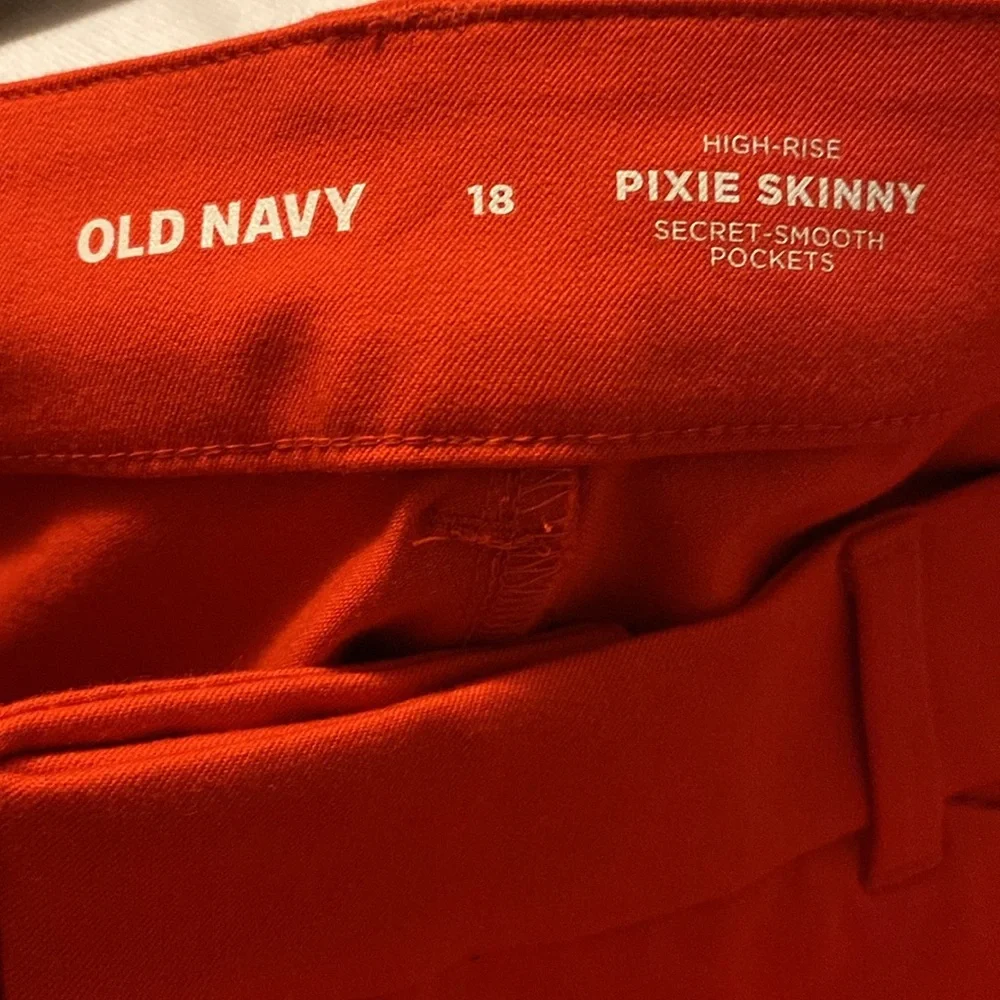 OLD NAVY
18
HIGH-RISE
PIXIE SKINNY
SECRET-SMOOTH
POCKETS